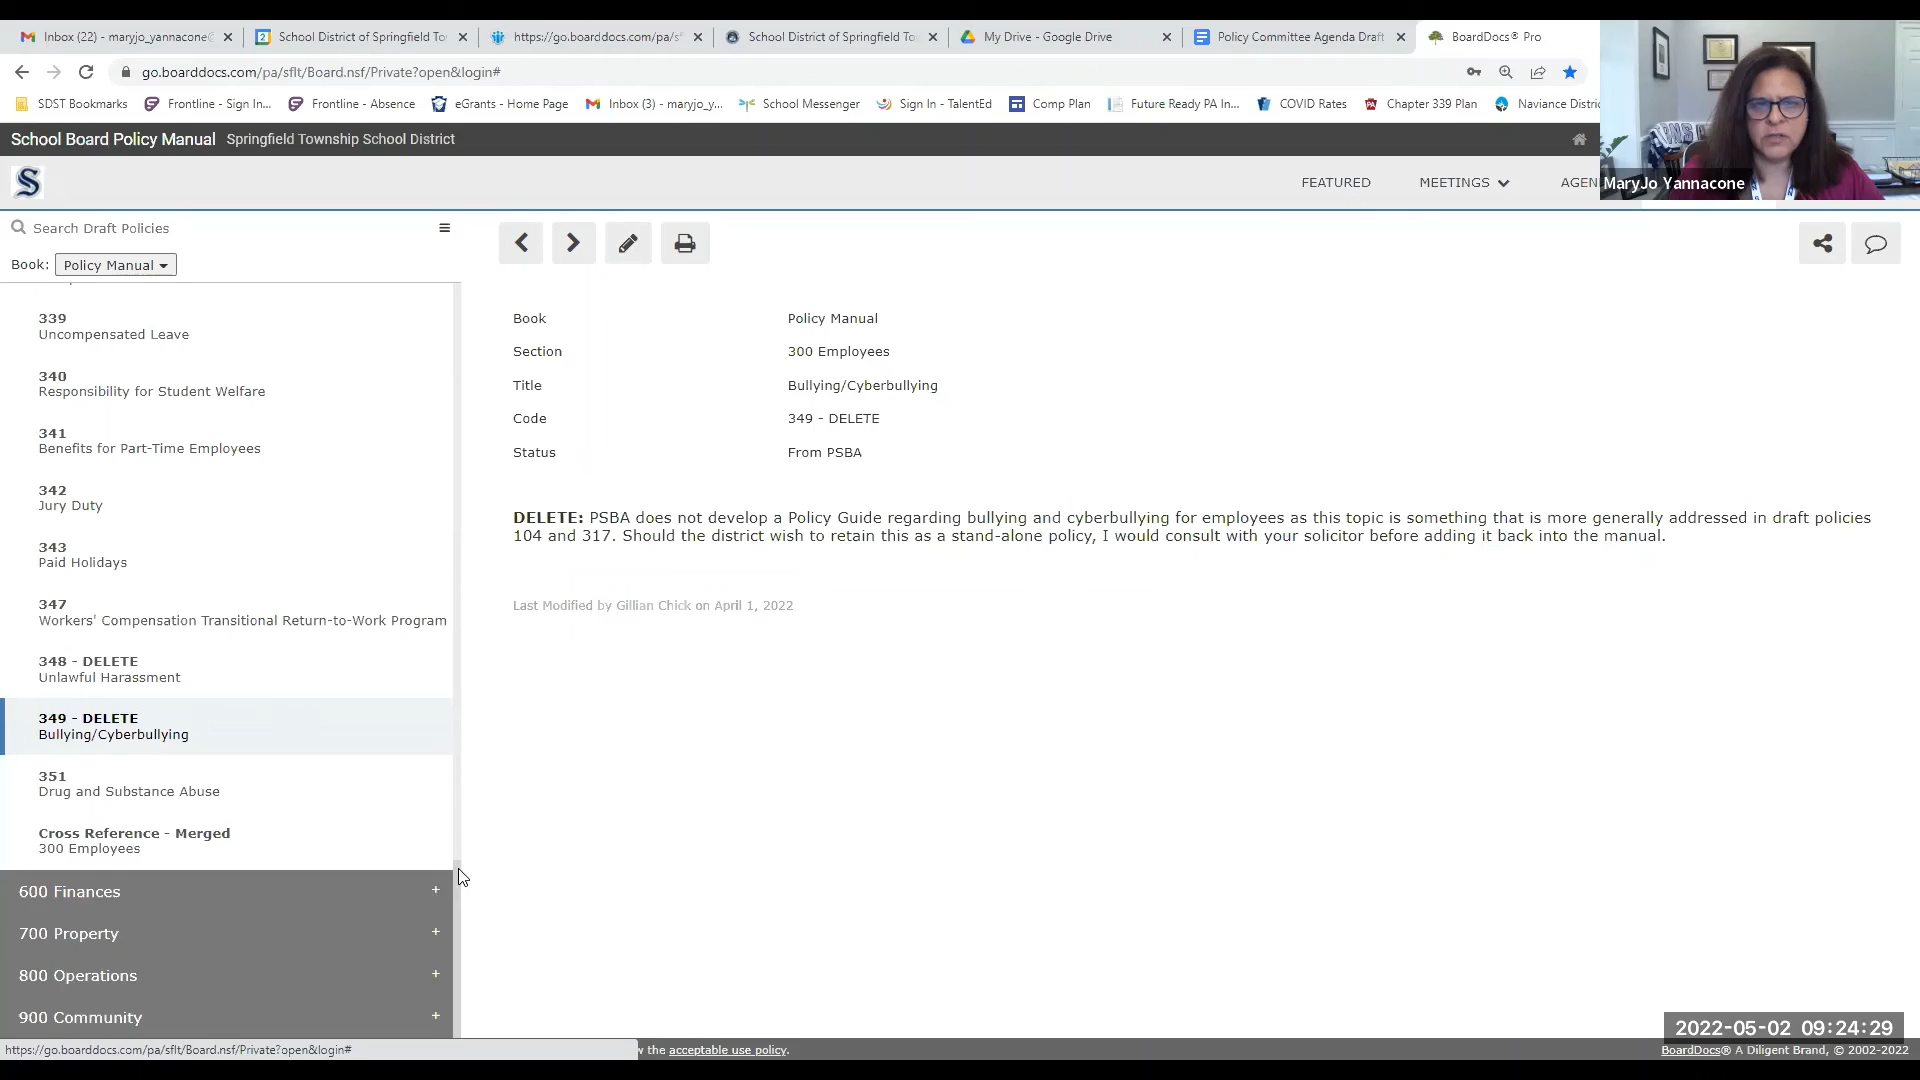 Inbox (22) - maryjo_yannacone@
School District of Springfield To
https://go.boarddocs.com/pa/sf
School District of Springfield To
My Drive - Google Drive
Policy Committee Agenda Draft
BoardDocs® Pro
go.boarddocs.com/pa/sflt/Board.nsf/Private?open&login#
SDST Bookmarks
Frontline - Sign In...
Frontline - Absence
eGrants - Home Page
Inbox (3) - maryjo_y...
School Messenger
Sign In - TalentEd
Comp Plan
Future Ready PA In...
COVID Rates
Chapter 339 Plan
Naviance Distric
School Board Policy Manual Springfield Township School District
S
FEATURED
MEETINGS
AGEN
MaryJo Yannacone
Search Draft Policies
Book: Policy Manual
339
Uncompensated Leave
340
Responsibility for Student Welfare
341
Benefits for Part-Time Employees
342
Jury Duty
343
Paid Holidays
347
Workers' Compensation Transitional Return-to-Work Program
348 - DELETE
Unlawful Harassment
349 - DELETE
Bullying/Cyberbullying
351
Drug and Substance Abuse
Cross Reference - Merged
300 Employees
600 Finances +
700 Property +
800 Operations +
900 Community +
Book Policy Manual
Section 300 Employees
Title Bullying/Cyberbullying
Code 349 - DELETE
Status From PSBA
DELETE: PSBA does not develop a Policy Guide regarding bullying and cyberbullying for employees as this topic is something that is more generally addressed in draft policies
104 and 317. Should the district wish to retain this as a stand-alone policy, I would consult with your solicitor before adding it back into the manual.
Last Modified by Gillian Chick on April 1, 2022
2022-05-02 09:24:29
https://go.boarddocs.com/pa/sflt/Board.nsf/Private?open&login#
the acceptable use policy.
BoardDocs® A Diligent Brand, © 2002-2022